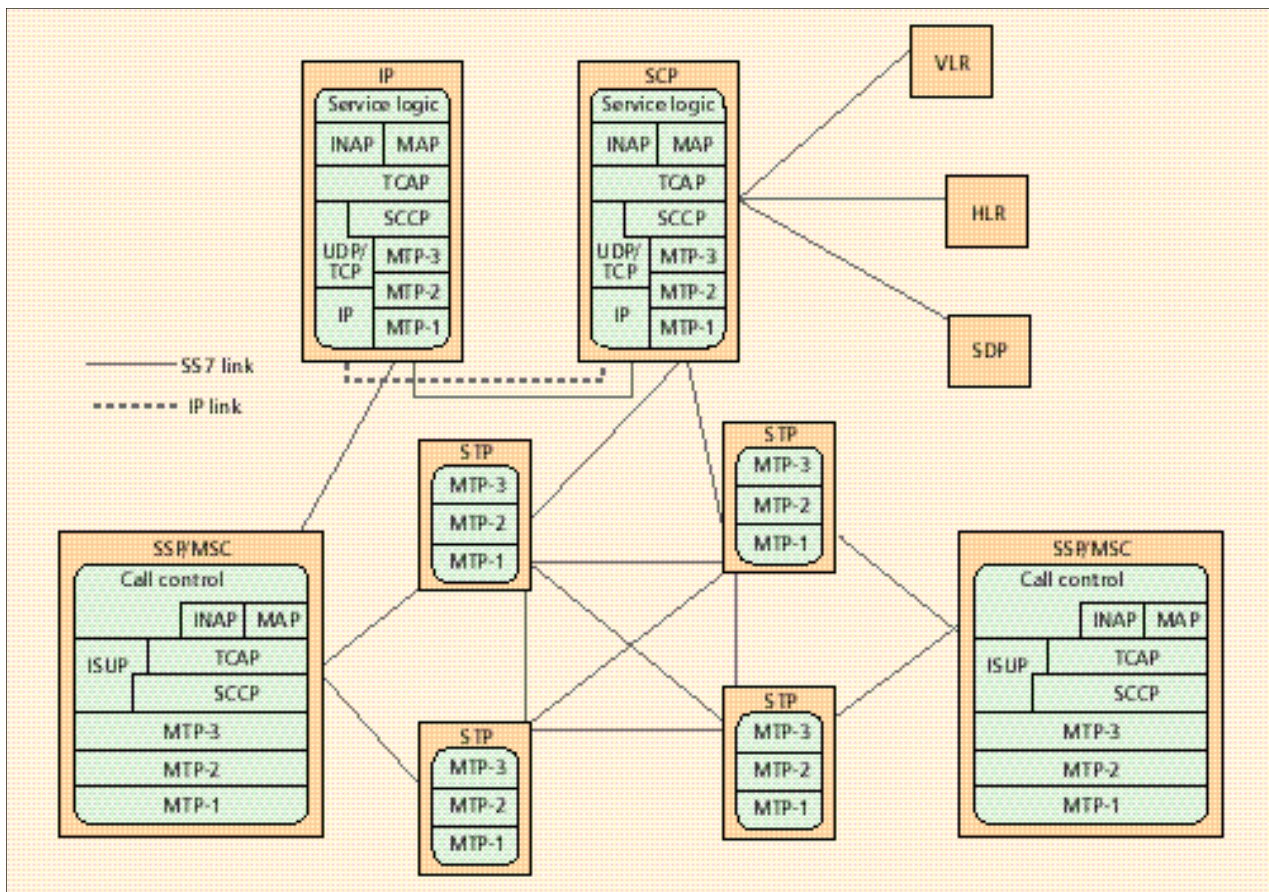 IP
Service logic
INAP MAP
TCAP
SCCP
UDP/
TCP
MTP-3
MTP-2
IP
MTP-1
SCP
Service logic
INAP MAP
TCAP
SCCP
UDP/
TCP
MTP-3
MTP-2
IP
MTP-1
VLR
HLR
SDP
SS7 link
IP link
STP
MTP-3
MTP-2
MTP-1
STP
MTP-3
MTP-2
MTP-1
SSP/MSC
Call control
INAP MAP
ISUP
TCAP
SCCP
MTP-3
MTP-2
MTP-1
STP
MTP-3
MTP-2
MTP-1
STP
MTP-3
MTP-2
MTP-1
SSP/MSC
Call control
INAP MAP
ISUP
TCAP
SCCP
MTP-3
MTP-2
MTP-1